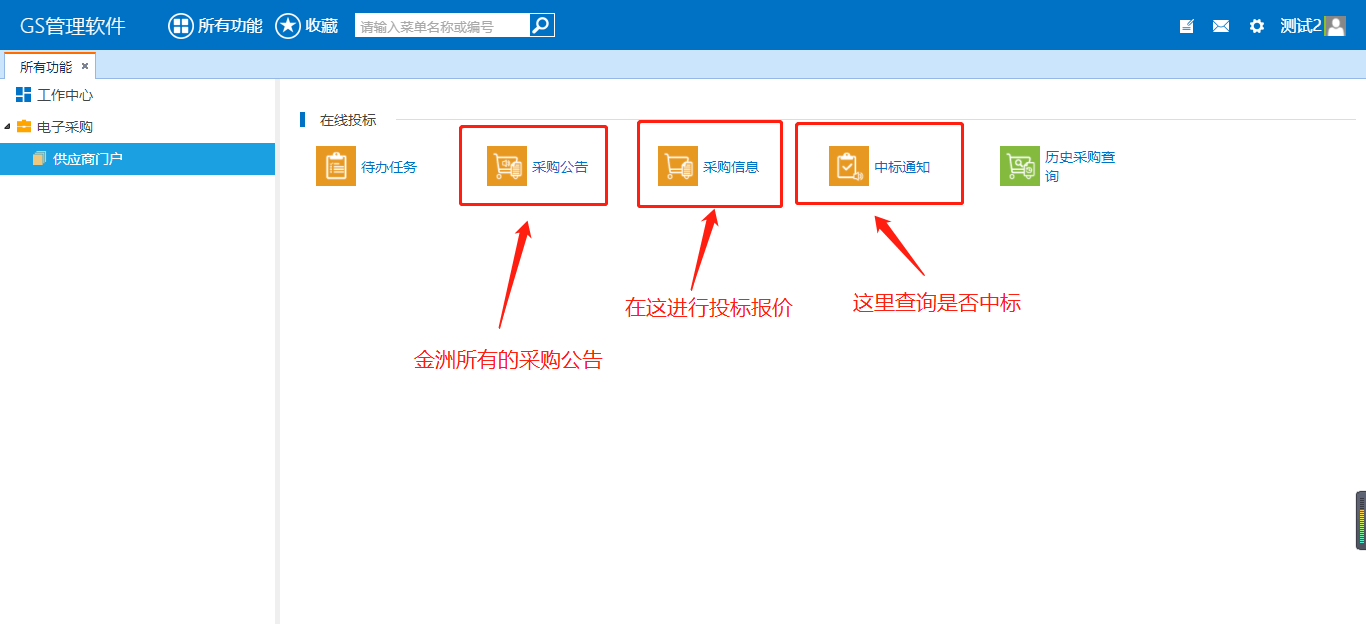 GS管理软件 所有功能 收藏 请输入菜单名称或编号 测试2
所有功能 ×
工作中心
电子采购
供应商门户
在线投标
待办任务
采购公告
采购信息
中标通知
历史采购查
询
在这进行投标报价
这里查询是否中标
金洲所有的采购公告